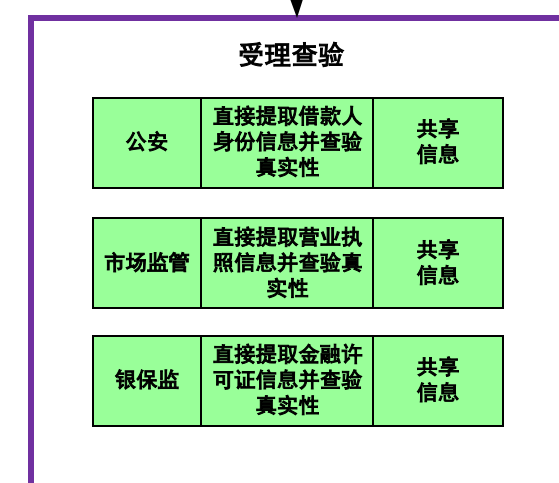 受理查验
公安
直接提取借款人
身份信息并查验
真实性
共享
信息
市场监管
直接提取营业执
照信息并查验真
实性
共享
信息
银保监
直接提取金融许
可证信息并查验
真实性
共享
信息